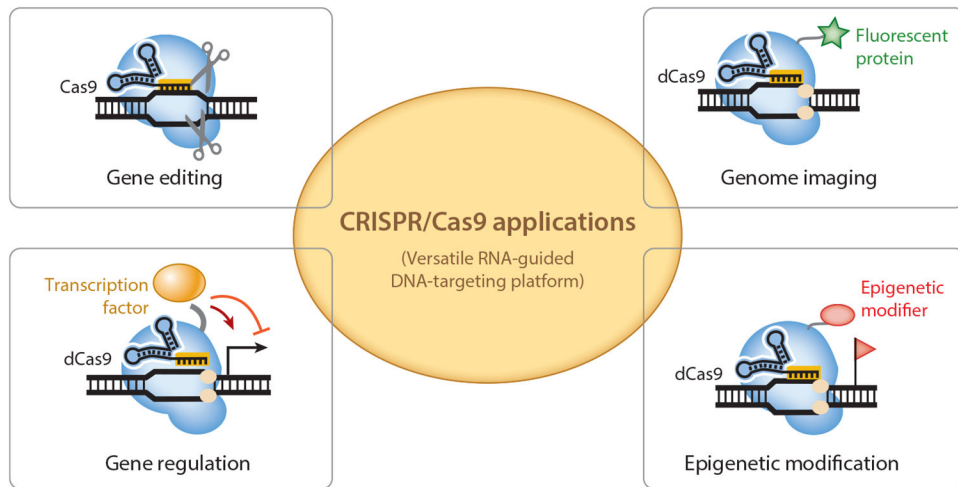 Cas9
Gene editing
Fluorescent
protein
dCas9
Genome imaging
CRISPR/Cas9 applications
(Versatile RNA-guided
DNA-targeting platform)
Transcription
factor
dCas9
Gene regulation
Epigenetic
modifier
dCas9
Epigenetic modification